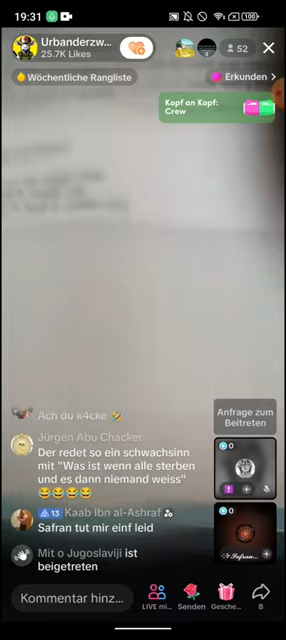 19:31
100
Urbanderzw...
25.7K Likes
52
Wöchentliche Rangliste
Erkunden >
Kopf an Kopf:
Crew
Ach du k4cke 🤣
Jürgen Abu Chacker
Der redet so ein schwachsinn
mit "Was ist wenn alle sterben
und es dann niemand weiss"
😂😂😂😂
13 Kaab Ibn al-Ashraf
Safran tut mir einf leid
Mit o Jugoslaviji ist
beigetreten
Anfrage zum
Beitreten
0
0
Safran...
Kommentar hinz...
LIVE mi...
Senden
Gesche...
8